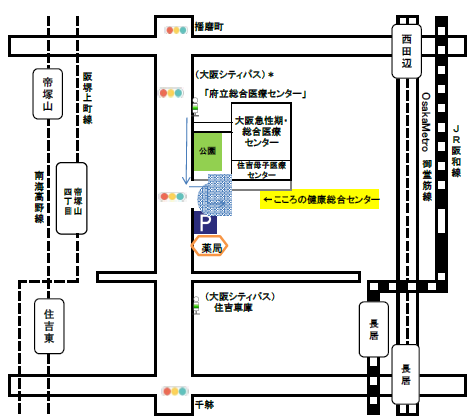 播磨町
西田辺
帝塚山
阪堺上町線
(大阪シティバス)＊
「府立総合医療センター」
大阪急性期・
総合医療
センター
公園
住吉母子医療
センター
OsakaMetro 御堂筋線
JR阪和線
南海高野線
帝塚山
四丁目
←こころの健康総合センター
P
薬局
(大阪シティバス)
住吉車庫
住吉東
長居
長居
千躰